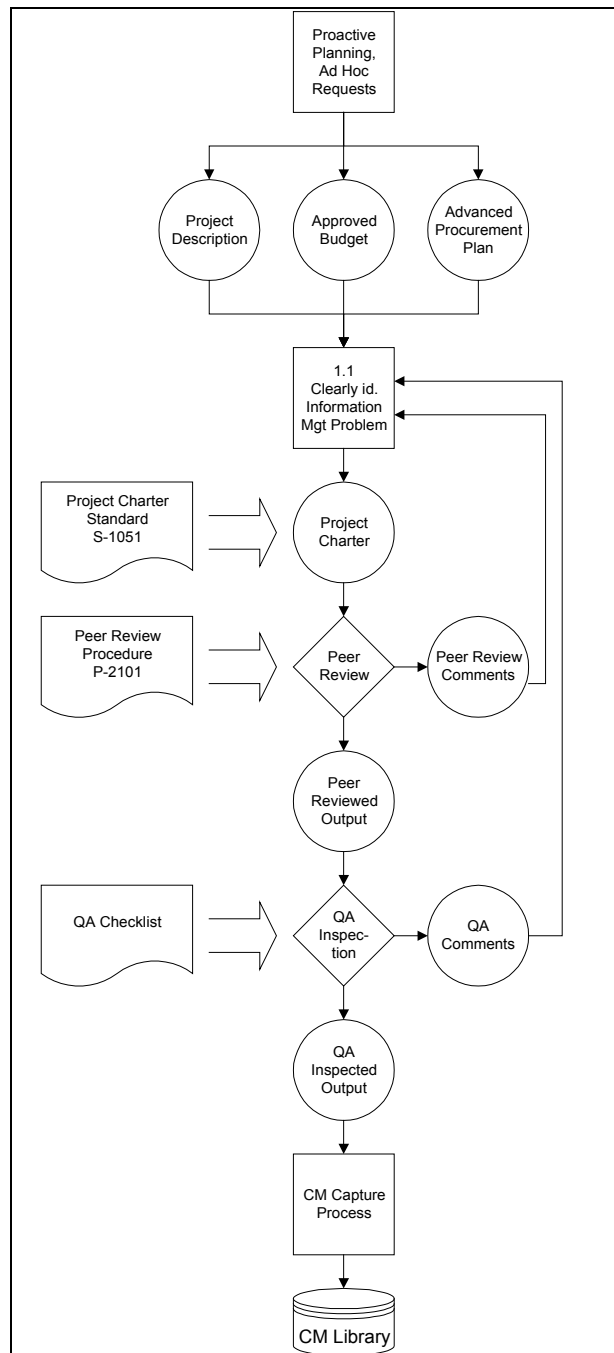 Proactive
Planning,
Ad Hoc
Requests
Project
Description
Approved
Budget
Advanced
Procurement
Plan
1.1
Clearly id.
Information
Mgt Problem
Project Charter
Standard
S-1051
Project
Charter
Peer Review
Procedure
P-2101
Peer
Review
Peer Review
Comments
Peer
Reviewed
Output
QA Checklist
QA
Inspec-
tion
QA
Comments
QA
Inspected
Output
CM Capture
Process
CM Library